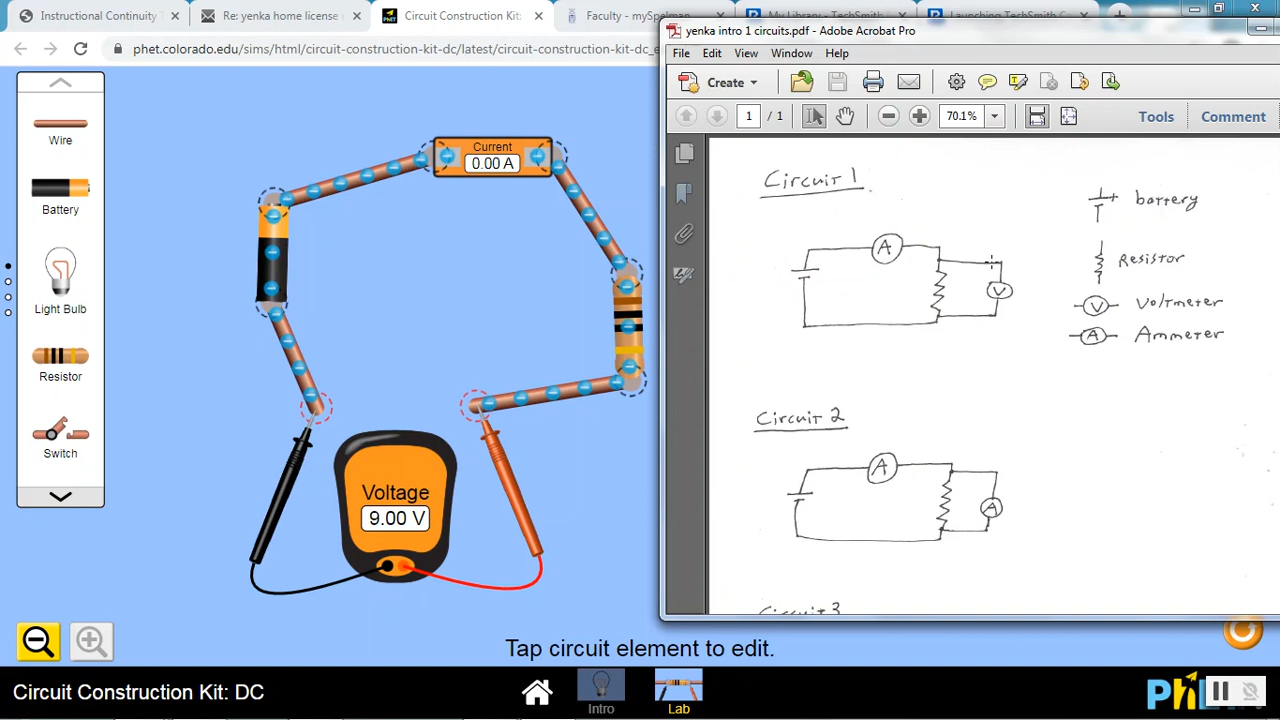 Instructional Continuity T
Re: yenka home license
Circuit Construction Kit:
Faculty - mySpelman
My Library - TechSmith
Launching TechSmith C
phet.colorado.edu/sims/html/circuit-construction-kit-dc/latest/circuit-construction-kit-dc_e
yenka intro 1 circuits.pdf - Adobe Acrobat Pro
File Edit View Window Help
Create
1 / 1
70.1%
Tools
Comment
Wire
Battery
Light Bulb
Resistor
Switch
Current
0.00 A
Voltage
9.00 V
Circuit 1
A
V
battery
Resistor
V Voltmeter
A Ammeter
Circuit 2
A
A
Circuit 3
Tap circuit element to edit.
Circuit Construction Kit: DC
Intro
Lab
PhET